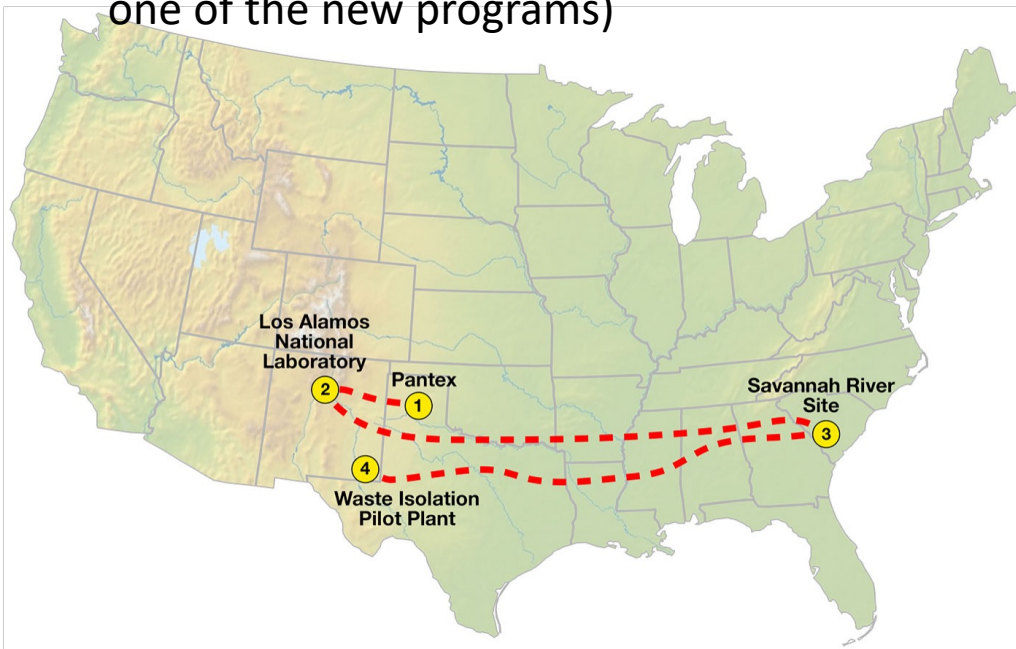 one of the new programs)
Los Alamos
National
Laboratory
2
Pantex
1
Savannah River
Site
3
4
Waste Isolation
Pilot Plant